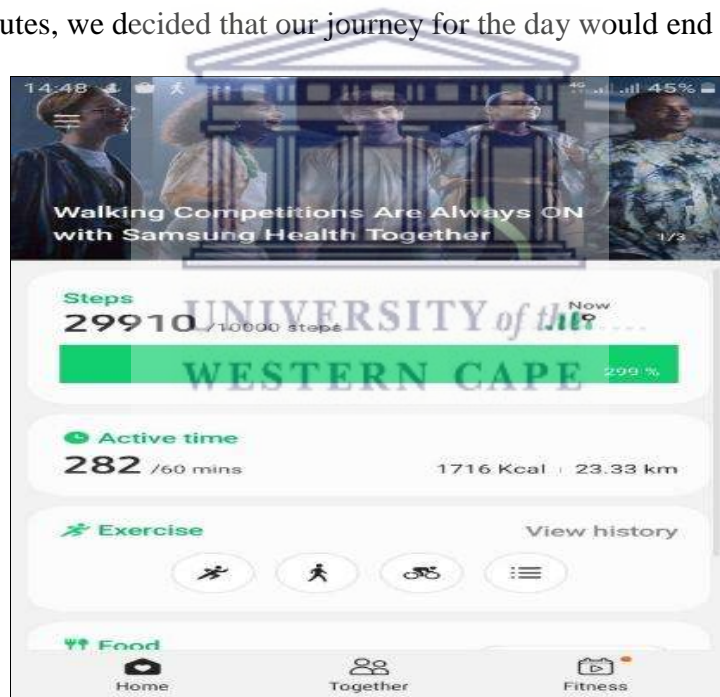 utes, we decided that our journey for the day would end
14:48 4G 45%
Walking Competitions Are Always ON
with Samsung Health Together
1/3
Steps
29910 /10000 steps
Now
UNIVERSITY of the
299 %
WESTERN CAPE
Active time
282 /60 mins
1716 Kcal 23.33 km
Exercise
View history
Food
Home Together Fitness